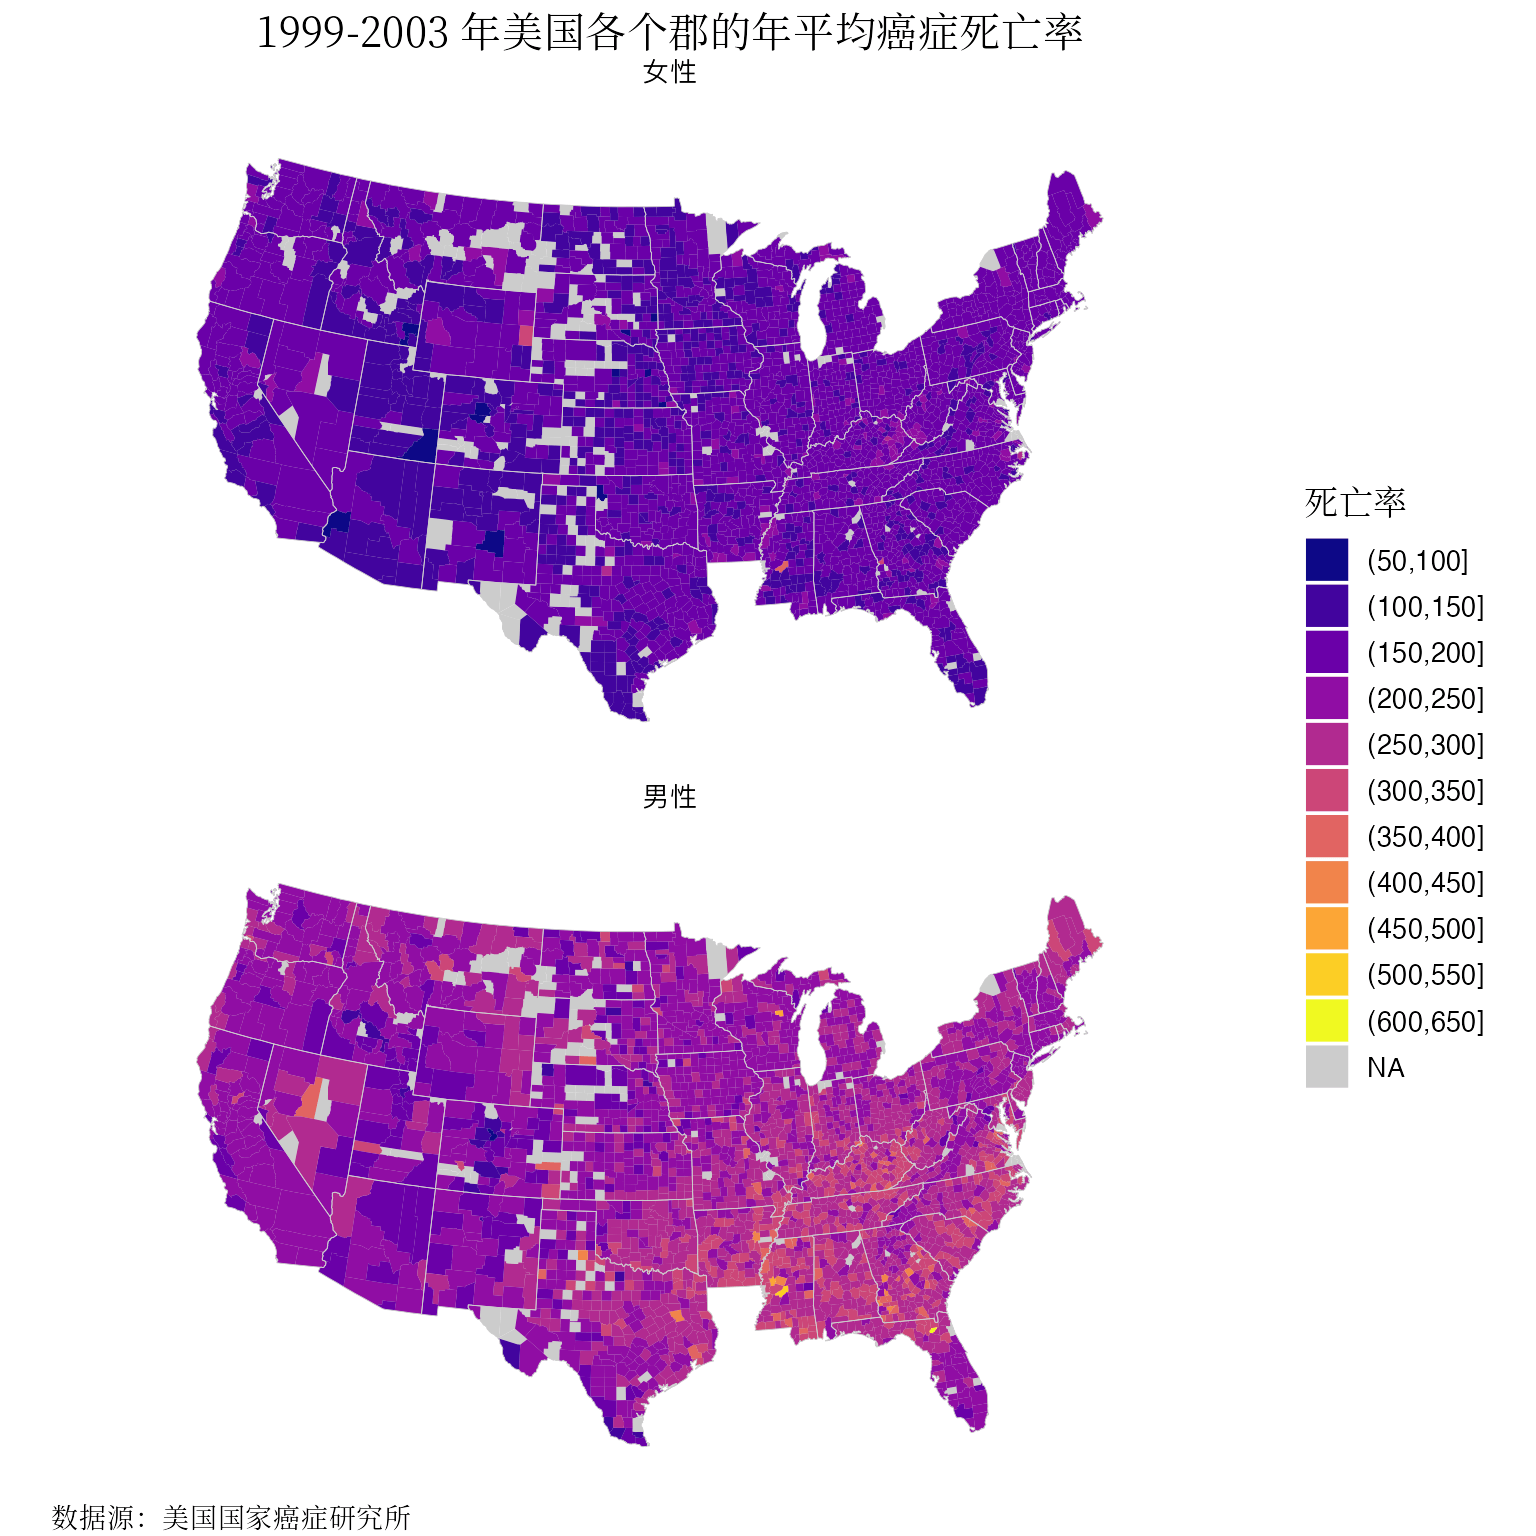 1999-2003 年美国各个郡的年平均癌症死亡率
女性
男性
死亡率
(50,100]
(100,150]
(150,200]
(200,250]
(250,300]
(300,350]
(350,400]
(400,450]
(450,500]
(500,550]
(600,650]
NA
数据源：美国国家癌症研究所